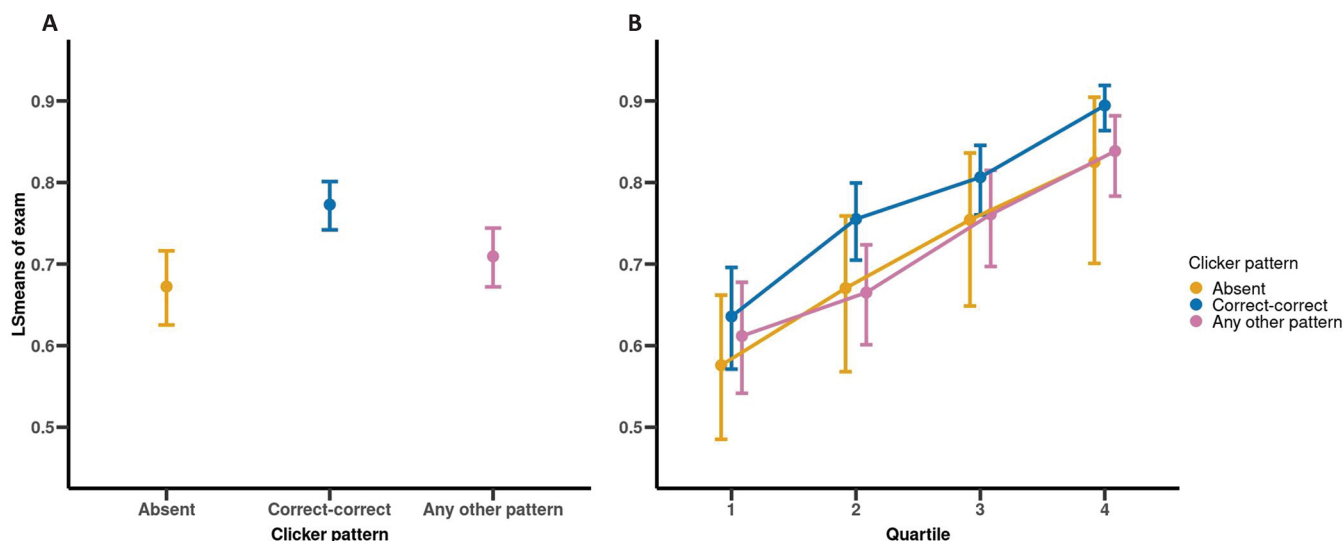 A
B
LSmeans of exam
0.9
0.8
0.7
0.6
0.5
Absent
Correct-correct
Any other pattern
Clicker pattern
0.9
0.8
0.7
0.6
0.5
1
2
3
4
Quartile
Clicker pattern
Absent
Correct-correct
Any other pattern